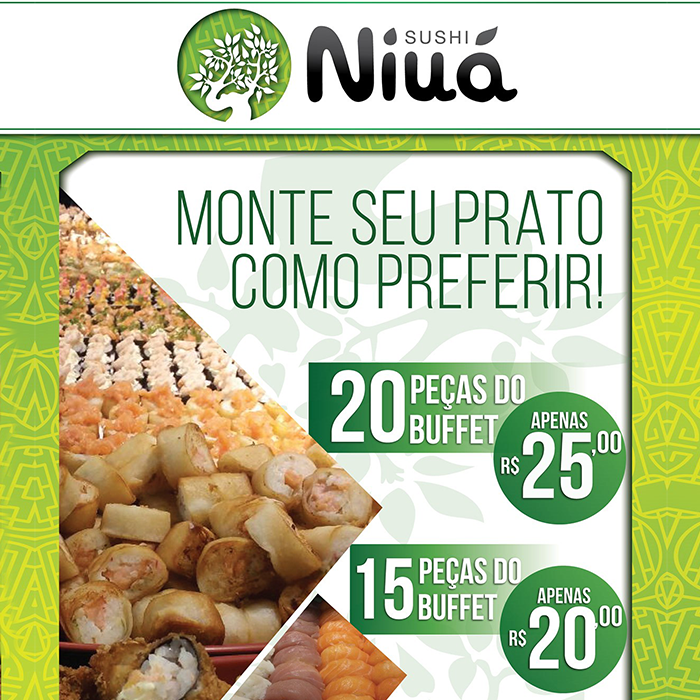 SUSHI
Niuá
MONTE SEU PRATO
COMO PREFERIR!
20 PEÇAS DO
BUFFET
APENAS
R$ 25,00
15 PEÇAS DO
BUFFET
APENAS
R$ 20,00